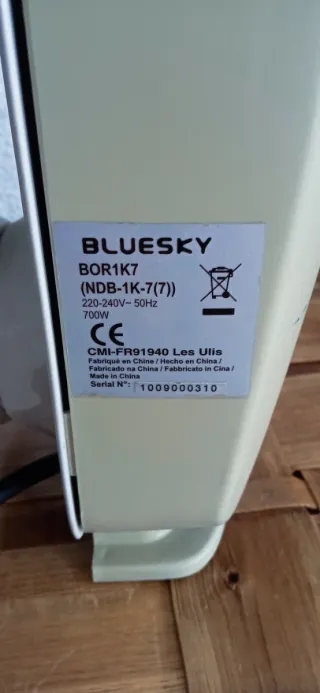 BLUESKY
BOR1K7
(NDB-1K-7(7))
220-240V~ 50Hz
700W
CE
CMI-FR91940 Les Ulis
Fabriqué en Chine / Hecho en China /
Fabricado na China / Fabbricato in Cina /
Made in China
Serial N°: 1009000310